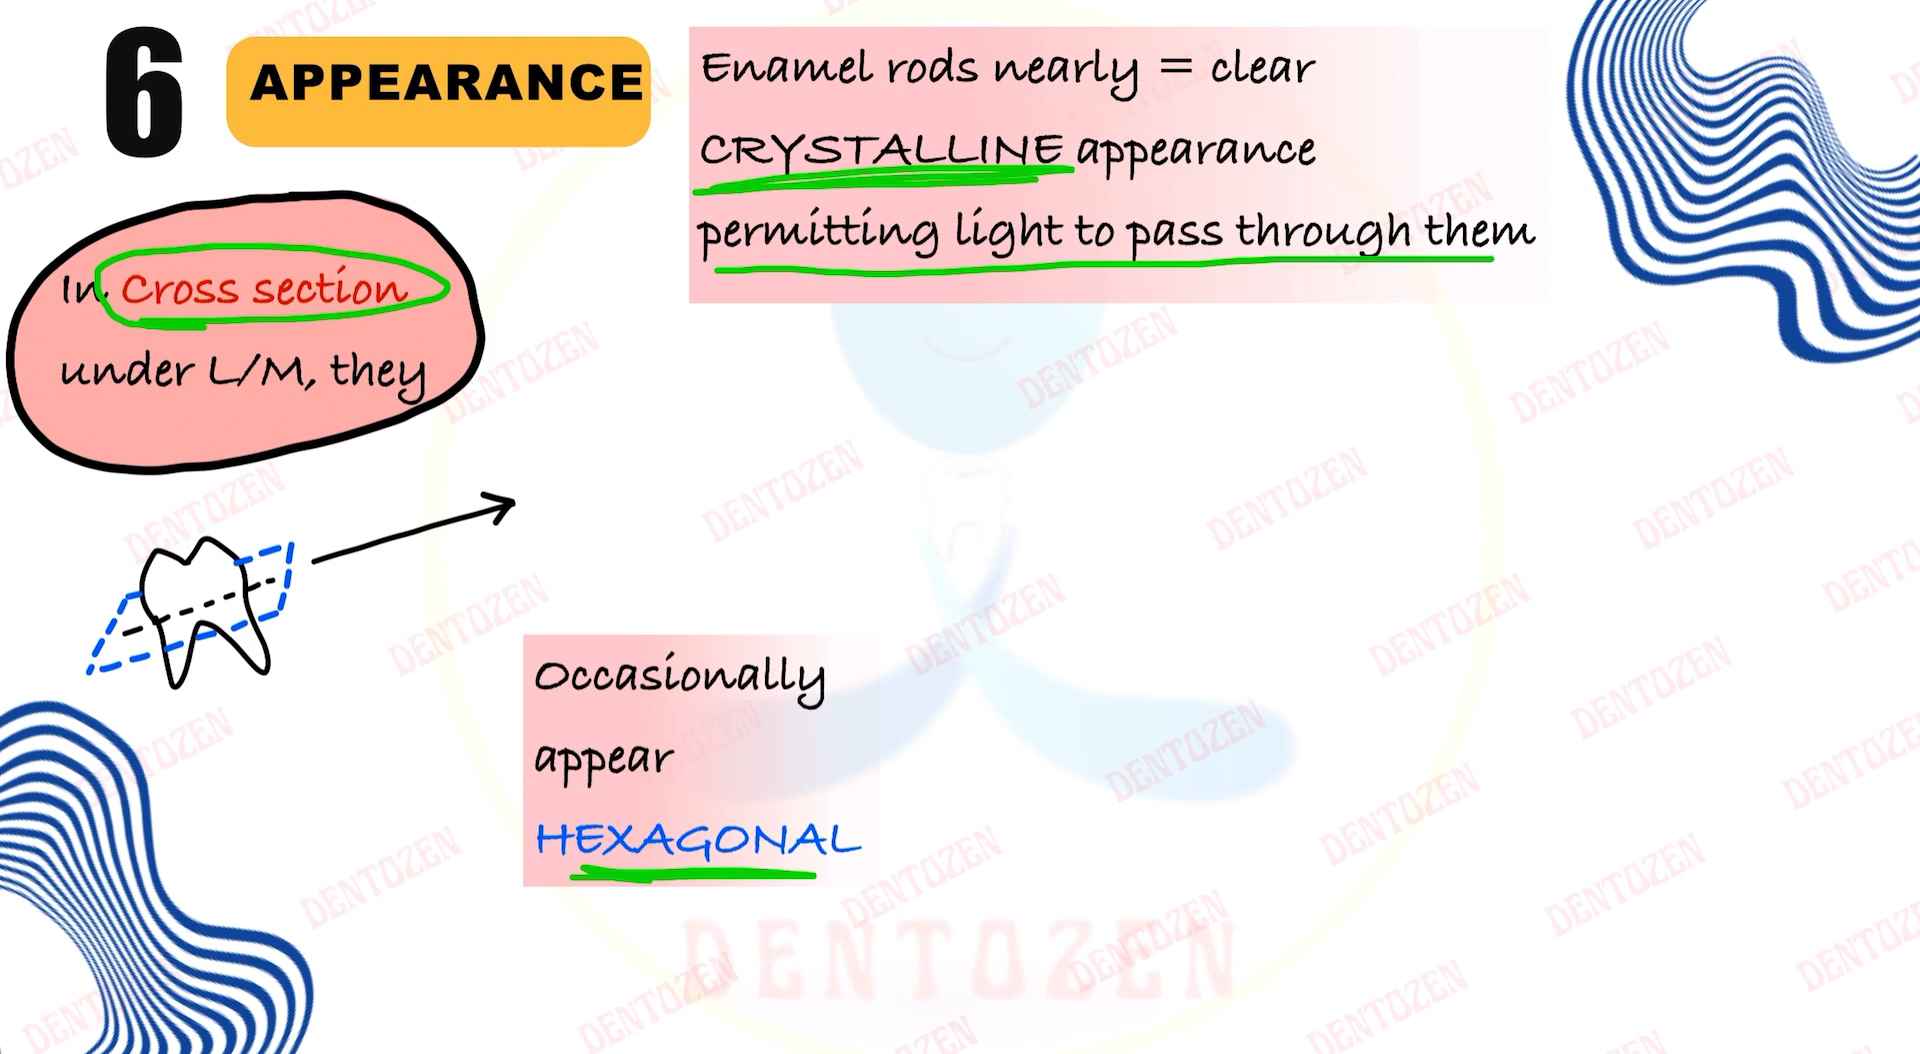 6
APPEARANCE
Enamel rods nearly = clear
CRYSTALLINE appearance
permitting light to pass through them
In Cross section
under L/M, they
Occasionally
appear
HEXAGONAL
DENTOZEN